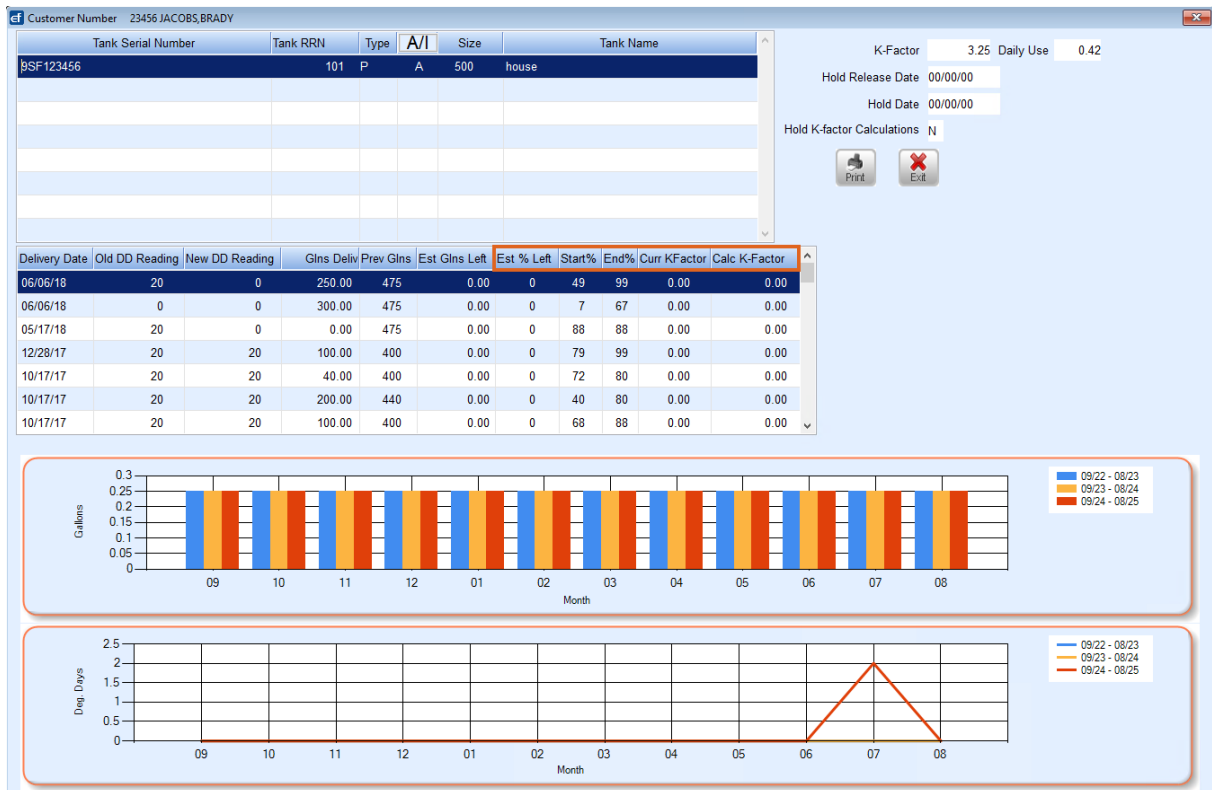 ef Customer Number 23456 JACOBS,BRADY
Tank Serial Number Tank RRN Type A/I Size Tank Name
9SF123456 101 P A 500 house
K-Factor 3.25 Daily Use 0.42
Hold Release Date 00/00/00
Hold Date 00/00/00
Hold K-factor Calculations N
Print Exit
Delivery Date Old DD Reading New DD Reading Glns Deliv Prev Glns Est Glns Left Est % Left Start% End% Curr KFactor Calc K-Factor
06/06/18 20 0 250.00 475 0.00 0 49 99 0.00 0.00
06/06/18 0 0 300.00 475 0.00 0 7 67 0.00 0.00
05/17/18 20 0 0.00 475 0.00 0 88 88 0.00 0.00
12/28/17 20 20 100.00 400 0.00 0 79 99 0.00 0.00
10/17/17 20 20 40.00 400 0.00 0 72 80 0.00 0.00
10/17/17 20 20 200.00 440 0.00 0 40 80 0.00 0.00
10/17/17 20 20 100.00 400 0.00 0 68 88 0.00 0.00
Gallons
0.3
0.25
0.2
0.15
0.1
0.05
0
09 10 11 12 01 02 03 04 05 06 07 08
Month
09/22 - 08/23
09/23 - 08/24
09/24 - 08/25
Deg. Days
2.5
2
1.5
1
0.5
0
09 10 11 12 01 02 03 04 05 06 07 08
Month
09/22 - 08/23
09/23 - 08/24
09/24 - 08/25